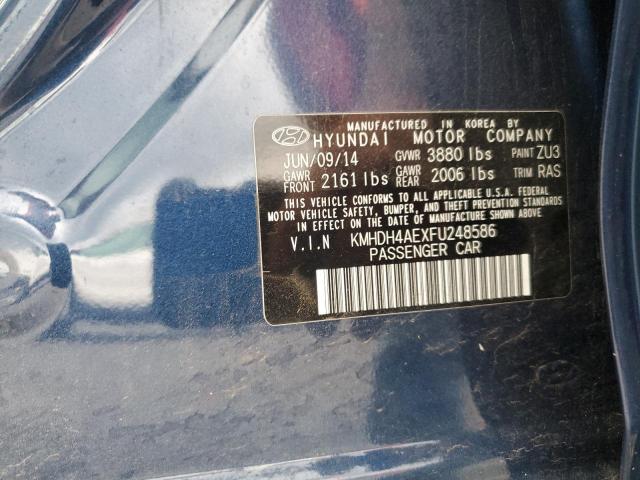 MANUFACTURED IN KOREA BY
HYUNDAI MOTOR COMPANY
JUN/09/14 GVWR 3880 lbs PAINT ZU3
GAWR FRONT 2161 lbs GAWR REAR 2006 lbs TRIM RAS
THIS VEHICLE CONFORMS TO ALL APPLICABLE U.S.A. FEDERAL
MOTOR VEHICLE SAFETY, BUMPER, AND THEFT PREVENTION STANDARDS
IN EFFECT ON THE DATE OF MANUFACTURE SHOWN ABOVE.
V.I.N KMHDH4AEXFU248586
PASSENGER CAR